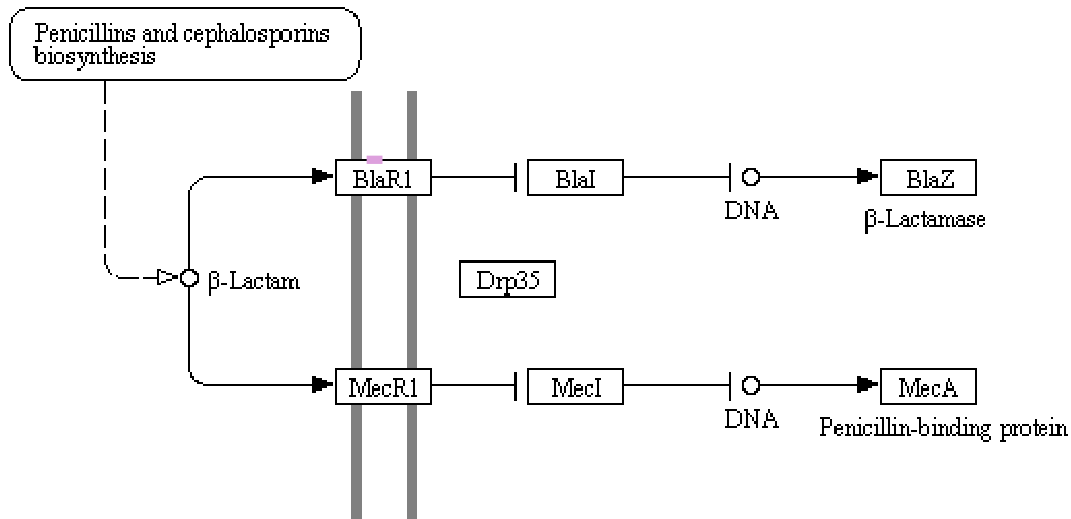 Penicillins and cephalosporins
biosynthesis
BlaR1
BlaI
BlaZ
DNA
β-Lactamase
β-Lactam
Drp35
MecR1
MecI
MecA
DNA
Penicillin-binding protein